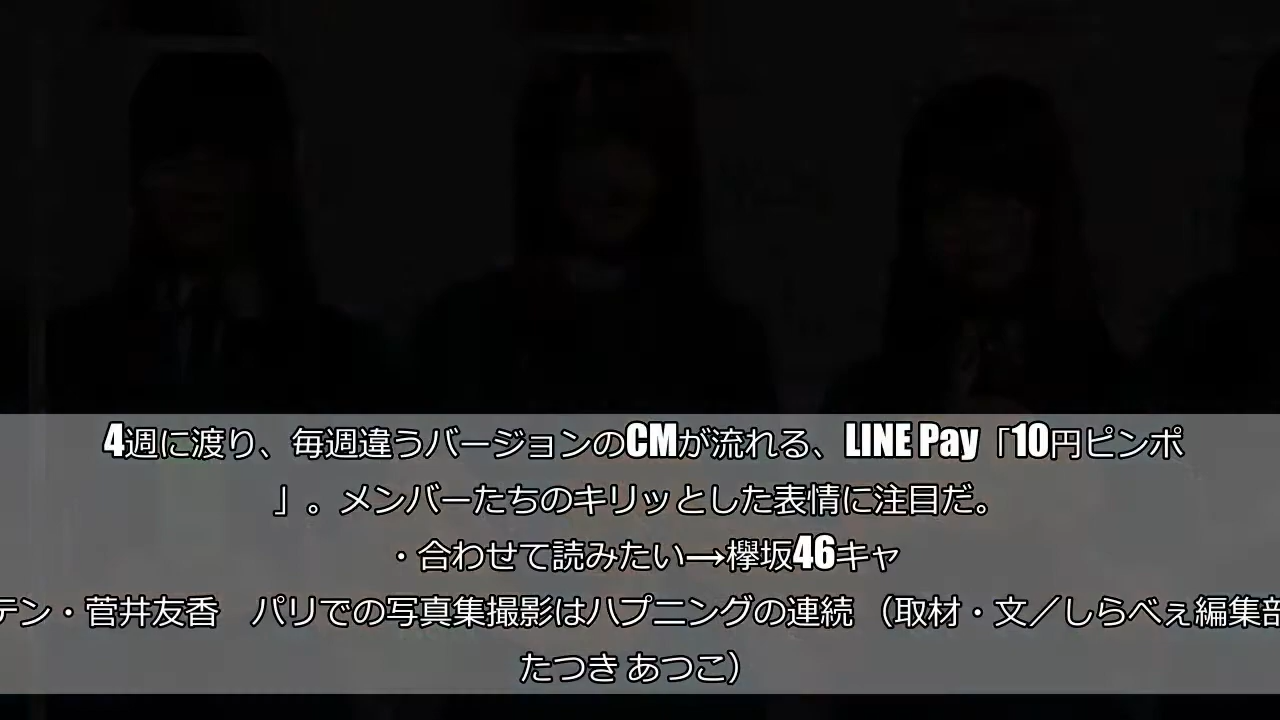 4週に渡り、毎週違うバージョンのCMが流れる、LINE Pay「10円ピンポ
」。メンバーたちのキリッとした表情に注目だ。
・合わせて読みたい→欅坂46キャ
テン・菅井友香　パリでの写真集撮影はハプニングの連続（取材・文／しらべぇ編集部
たつき あつこ）